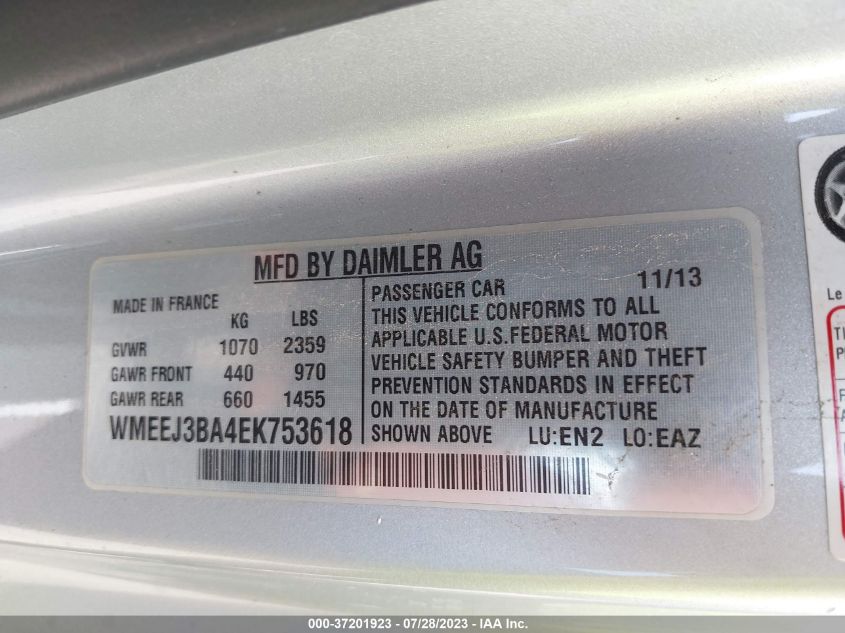 MFD BY DAIMLER AG
MADE IN FRANCE
KG LBS
GVWR 1070 2359
GAWR FRONT 440 970
GAWR REAR 660 1455
WMEEJ3BA4EK753618
PASSENGER CAR 11/13
THIS VEHICLE CONFORMS TO ALL
APPLICABLE U.S.FEDERAL MOTOR
VEHICLE SAFETY BUMPER AND THEFT
PREVENTION STANDARDS IN EFFECT
ON THE DATE OF MANUFACTURE
SHOWN ABOVE LU:EN2 LO:EAZ
Le
000-37201923 - 07/28/2023 - IAA Inc.